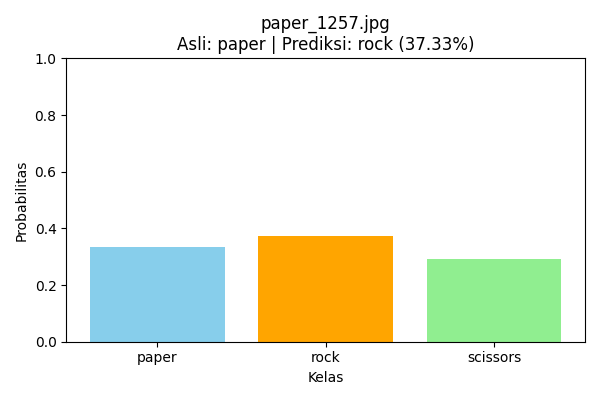 paper_1257.jpg
Asli: paper | Prediksi: rock (37.33%)
1.0
0.8
0.6
0.4
0.2
0.0
Probabilitas
paper rock scissors
Kelas